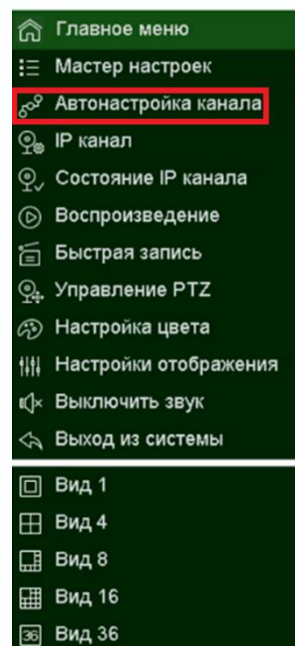 Главное меню
Мастер настроек
Автонастройка канала
IP канал
Состояние IP канала
Воспроизведение
Быстрая запись
Управление PTZ
Настройка цвета
Настройки отображения
Выключить звук
Выход из системы
Вид 1
Вид 4
Вид 8
Вид 16
36 Вид 36